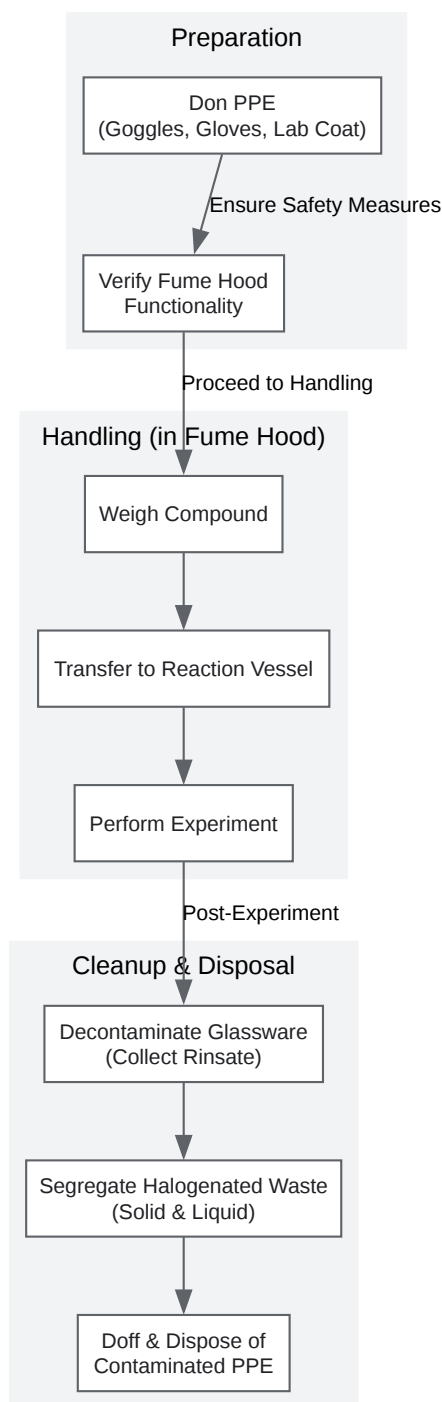 Preparation
Don PPE
(Goggles, Gloves, Lab Coat)
Ensure Safety Measures
Verify Fume Hood
Functionality
Proceed to Handling
Handling (in Fume Hood)
Weigh Compound
Transfer to Reaction Vessel
Perform Experiment
Post-Experiment
Cleanup & Disposal
Decontaminate Glassware
(Collect Rinsate)
Segregate Halogenated Waste
(Solid & Liquid)
Doff & Dispose of
Contaminated PPE